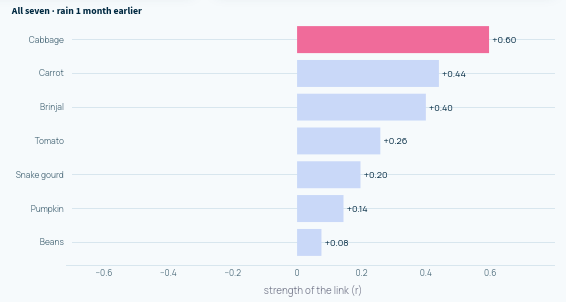 All seven · rain 1 month earlier
Cabbage +0.60
Carrot +0.44
Brinjal +0.40
Tomato +0.26
Snake gourd +0.20
Pumpkin +0.14
Beans +0.08
−0.6 −0.4 −0.2 0 0.2 0.4 0.6
strength of the link (r)